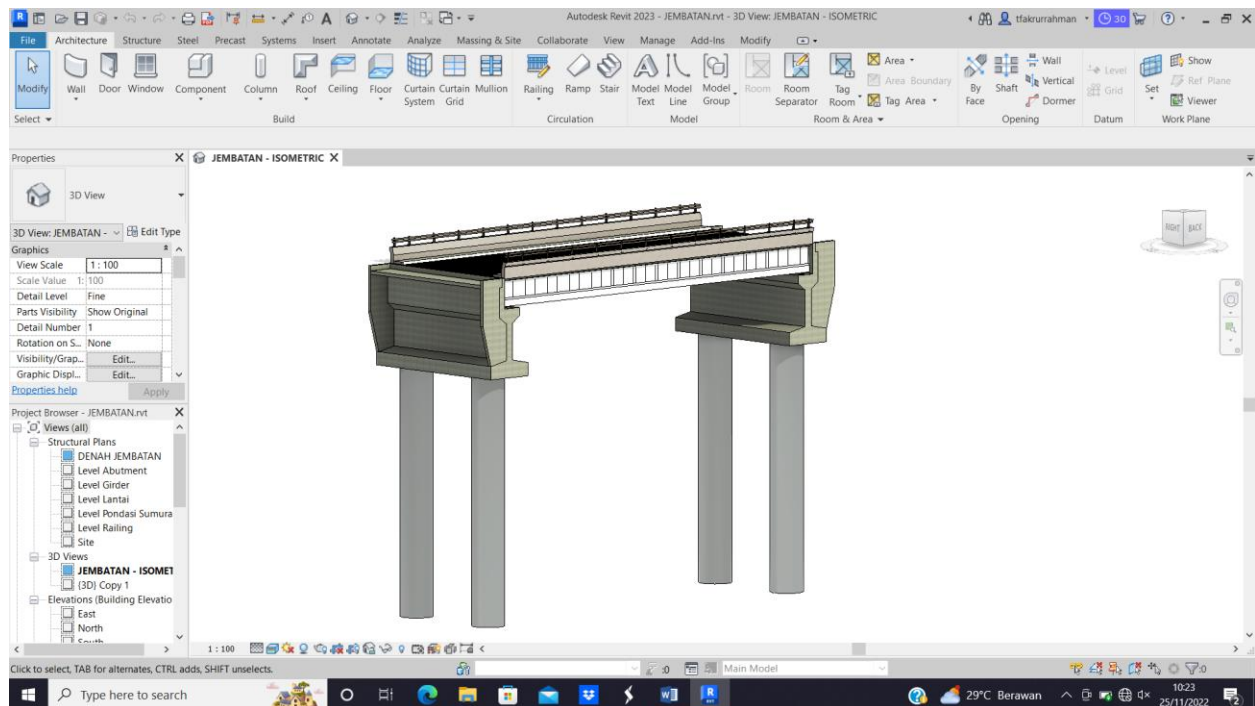 Autodesk Revit 2023 - JEMBATAN.rvt - 3D View: JEMBATAN - ISOMETRIC
tfakrurrahman
30
File Architecture Structure Steel Precast Systems Insert Annotate Analyze Massing & Site Collaborate View Manage Add-Ins Modify
Modify Wall Door Window Component Column Roof Ceiling Floor Curtain System Curtain Grid Mullion Railing Ramp Stair Model Text Model Line Model Group Room Room Separator Tag Room Area Area Boundary Tag Area By Face Shaft Wall Vertical Dormer Level Grid Set Show Ref Plane Viewer
Select Build Circulation Model Room & Area Opening Datum Work Plane
Properties
JEMBATAN - ISOMETRIC
3D View
3D View: JEMBATAN - Edit Type
Graphics
View Scale 1 : 100
Scale Value 1: 100
Detail Level Fine
Parts Visibility Show Original
Detail Number 1
Rotation on S... None
Visibility/Grap... Edit...
Graphic Displ... Edit...
Properties help Apply
Project Browser - JEMBATAN.rvt
Views (all)
Structural Plans
DENAH JEMBATAN
Level Abutment
Level Girder
Level Lantai
Level Pondasi Sumura
Level Railing
Site
3D Views
JEMBATAN - ISOMET
{3D} Copy 1
Elevations (Building Elevatio
East
North
RIGHT BACK
1 : 100
Click to select, TAB for alternates, CTRL adds, SHIFT unselects.
:0
Main Model
:0
Type here to search
29°C Berawan
10:23
25/11/2022